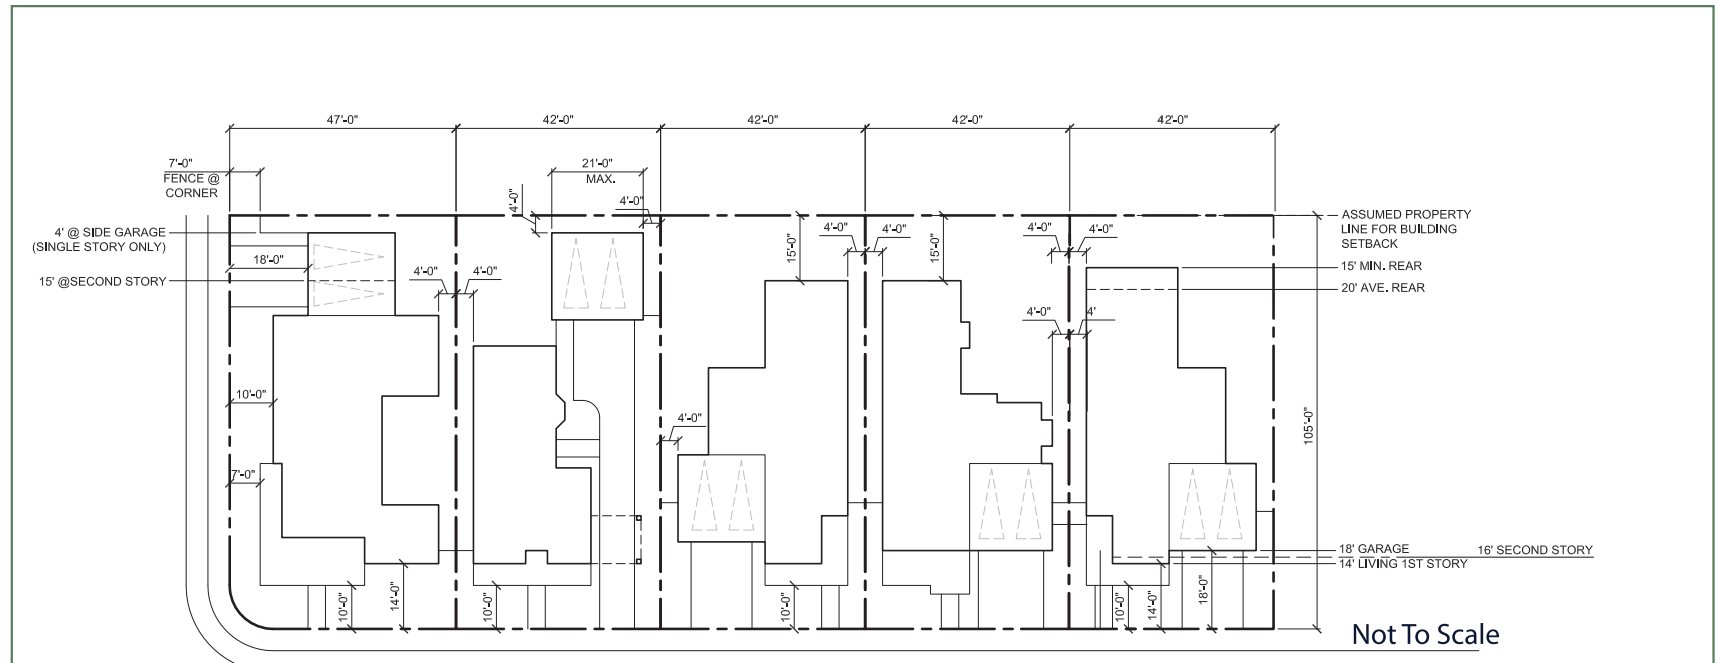 47'-0"
42'-0"
42'-0"
42'-0"
42'-0"
7'-0"
FENCE @
CORNER
21'-0"
MAX.
4'-0"
4'-0"
4' @ SIDE GARAGE
(SINGLE STORY ONLY)
18'-0"
15' @SECOND STORY
4'-0"
4'-0"
15'-0"
4'-0"
4'-0"
15'-0"
4'-0"
4'-0"
ASSUMED PROPERTY
LINE FOR BUILDING
SETBACK
15' MIN. REAR
20' AVE. REAR
4'-0"
4'
10'-0"
4'-0"
105'-0"
7'-0"
18' GARAGE
16' SECOND STORY
14' LIVING 1ST STORY
10'-0"
14'-0"
10'-0"
10'-0"
10'-0"
14'-0"
18'-0"
Not To Scale